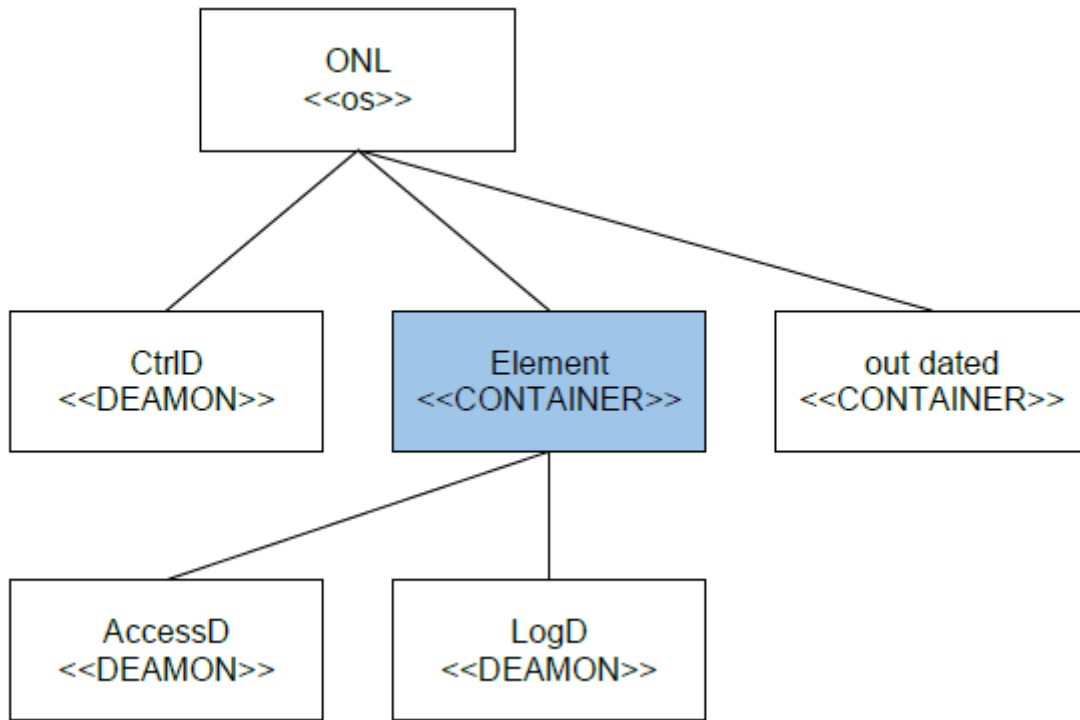 ONL
<<os>>
CtrlD
<<DEAMON>>
Element
<<CONTAINER>>
out dated
<<CONTAINER>>
AccessD
<<DEAMON>>
LogD
<<DEAMON>>